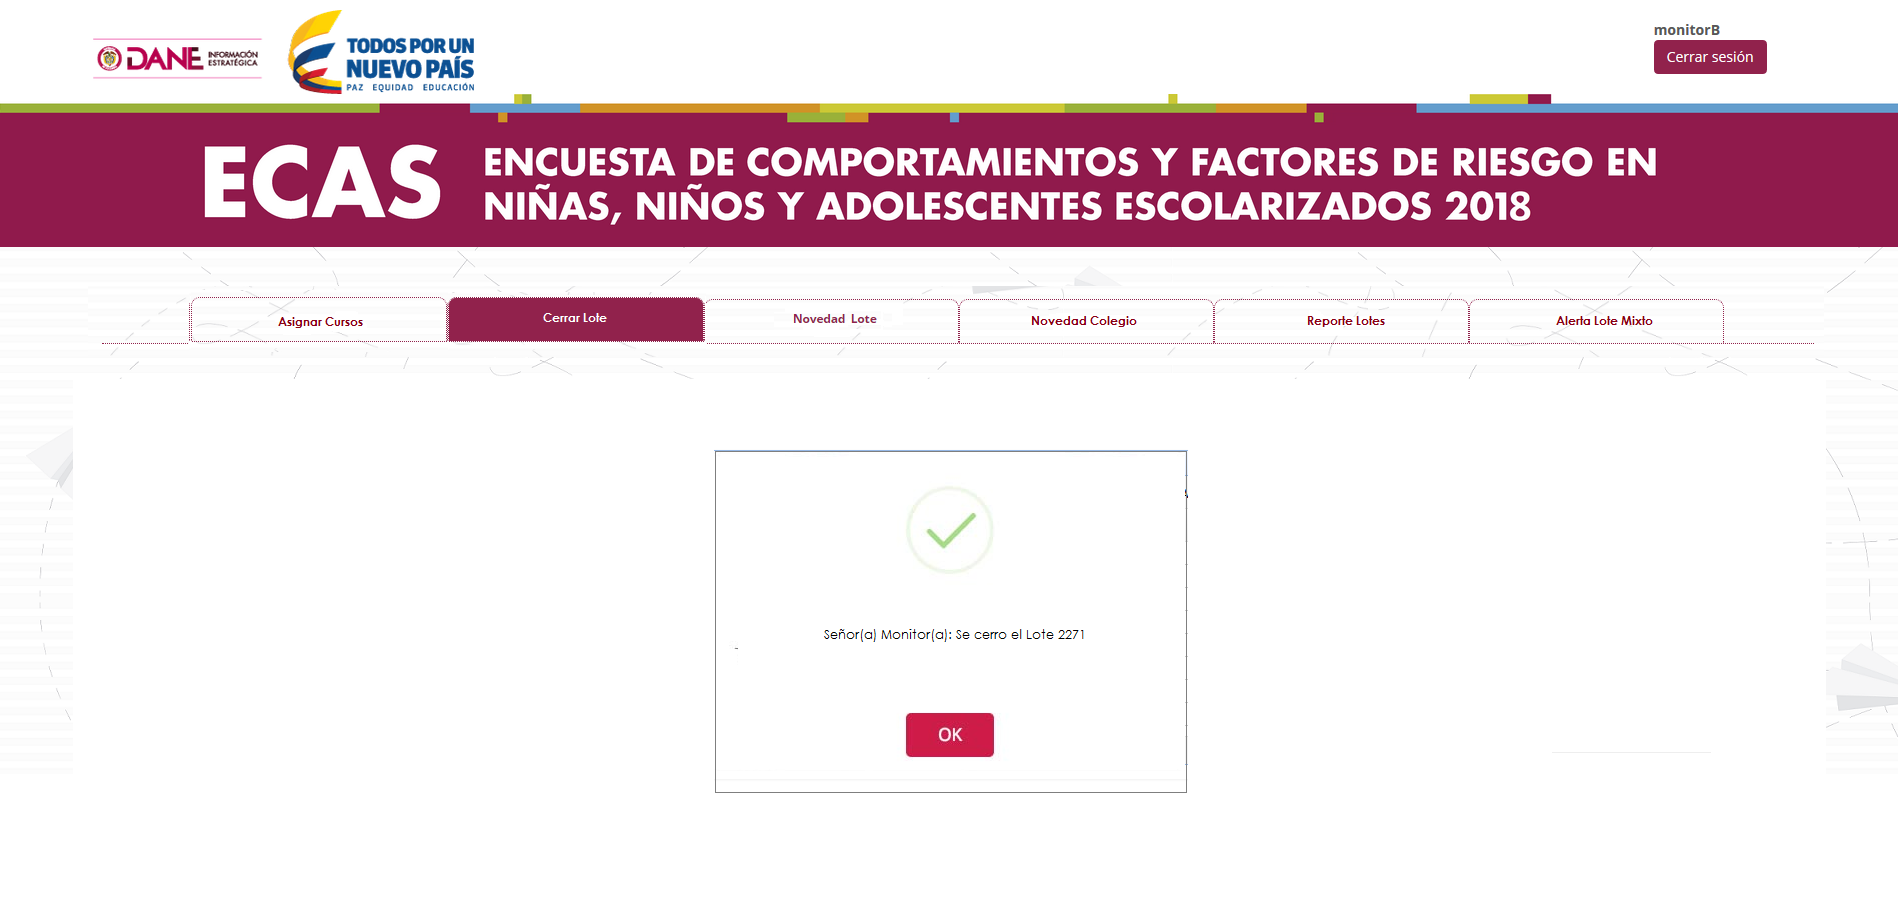 DANE INFORMACIÓN
ESTRATÉGICA
TODOS POR UN
NUEVO PAÍS
PAZ EQUIDAD EDUCACIÓN
monitorB
Cerrar sesión
ECAS
ENCUESTA DE COMPORTAMIENTOS Y FACTORES DE RIESGO EN
NIÑAS, NIÑOS Y ADOLESCENTES ESCOLARIZADOS 2018
Asignar Cursos
Cerrar Lote
Novedad Lote
Novedad Colegio
Reporte Lotes
Alerta Lote Mixto
Señor(a) Monitor(a): Se cerro el Lote 2271
OK